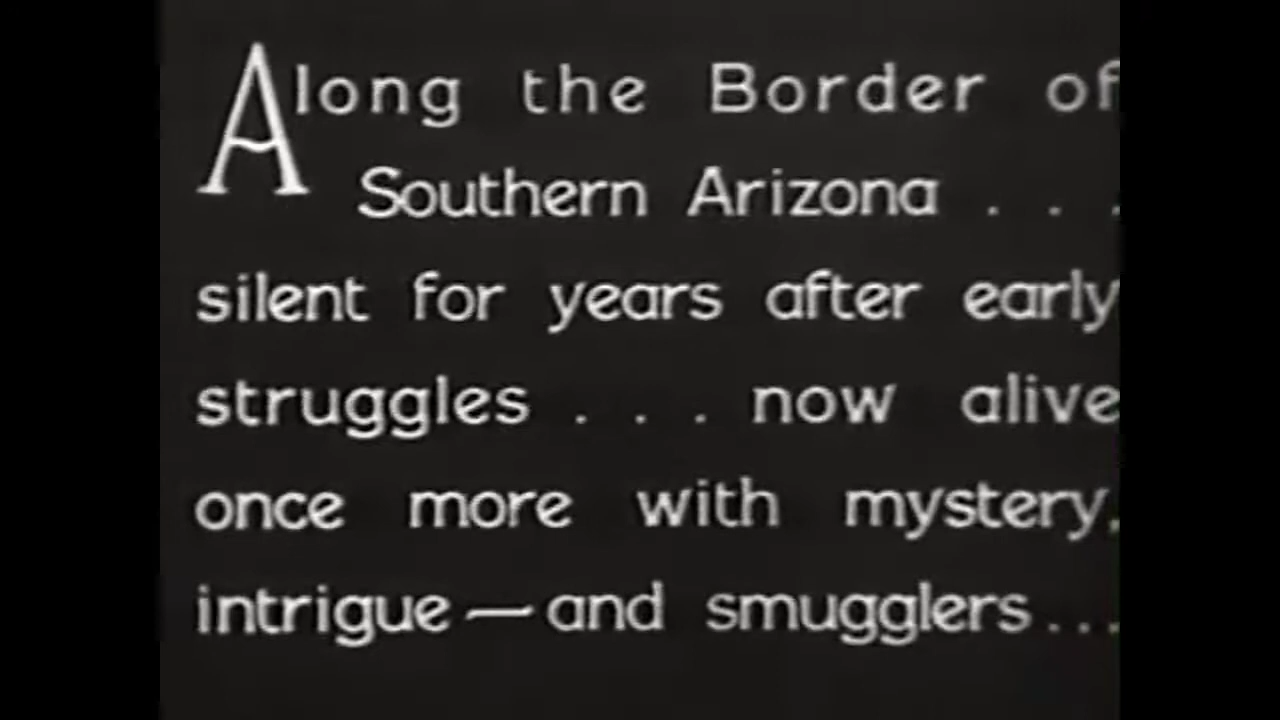 Along the Border of
Southern Arizona . . .
silent for years after early
struggles . . . now alive
once more with mystery,
intrigue — and smugglers . . .